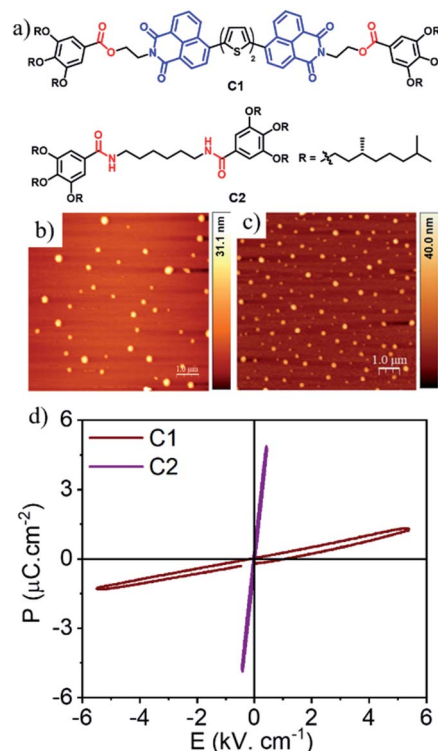 a)
RO
RO
RO
O
O
O
N
O
S
2
O
N
O
O
O
OR
OR
OR
C1
RO
RO
OR
O
N
H
H
N
O
OR
OR
OR
R =
C2
b)
31.1 nm
1.0 μm
c)
40.0 nm
1.0 μm
d)
C1
C2
P (μC.cm-2)
6
3
0
-3
-6
-6
-4
-2
0
2
4
6
E (kV. cm-1)